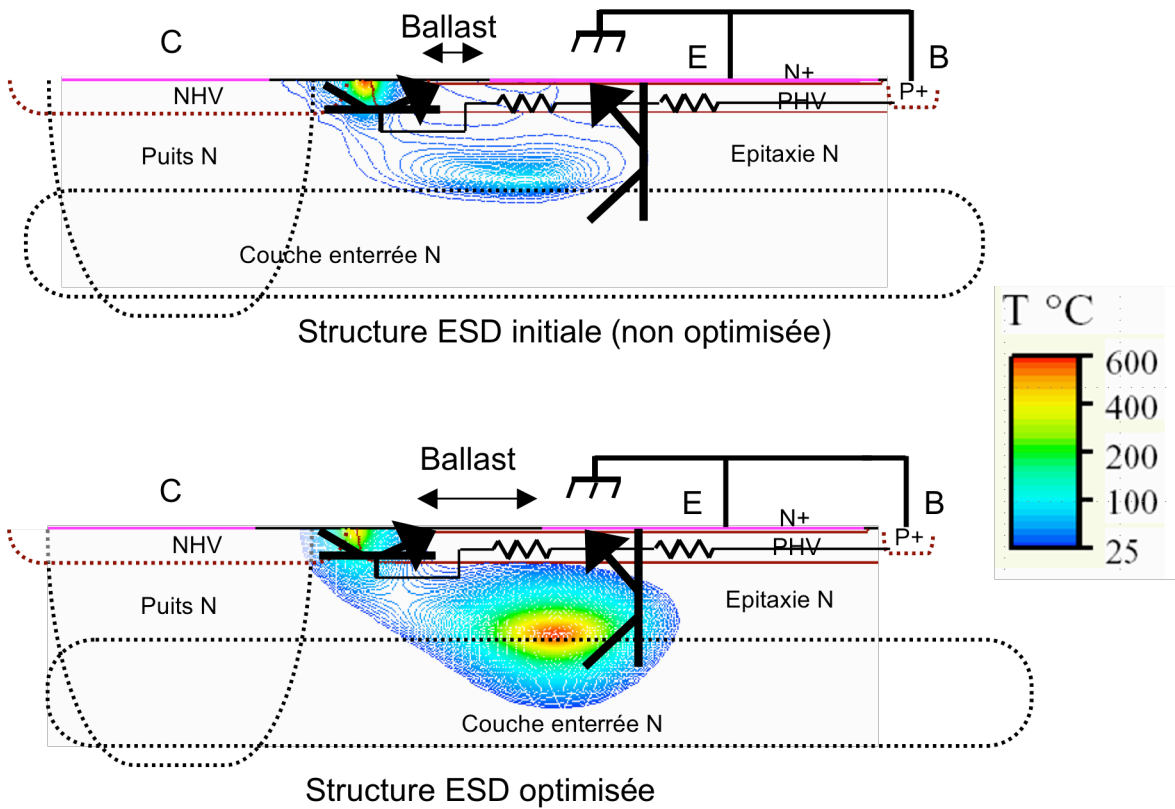 Ballast
C
E
B
N+
NHV
PHV
P+
Puits N
Epitaxie N
Couche enterrée N
Structure ESD initiale (non optimisée)
T °C
600
400
200
100
25
Ballast
C
E
B
N+
NHV
PHV
P+
Puits N
Epitaxie N
Couche enterrée N
Structure ESD optimisée